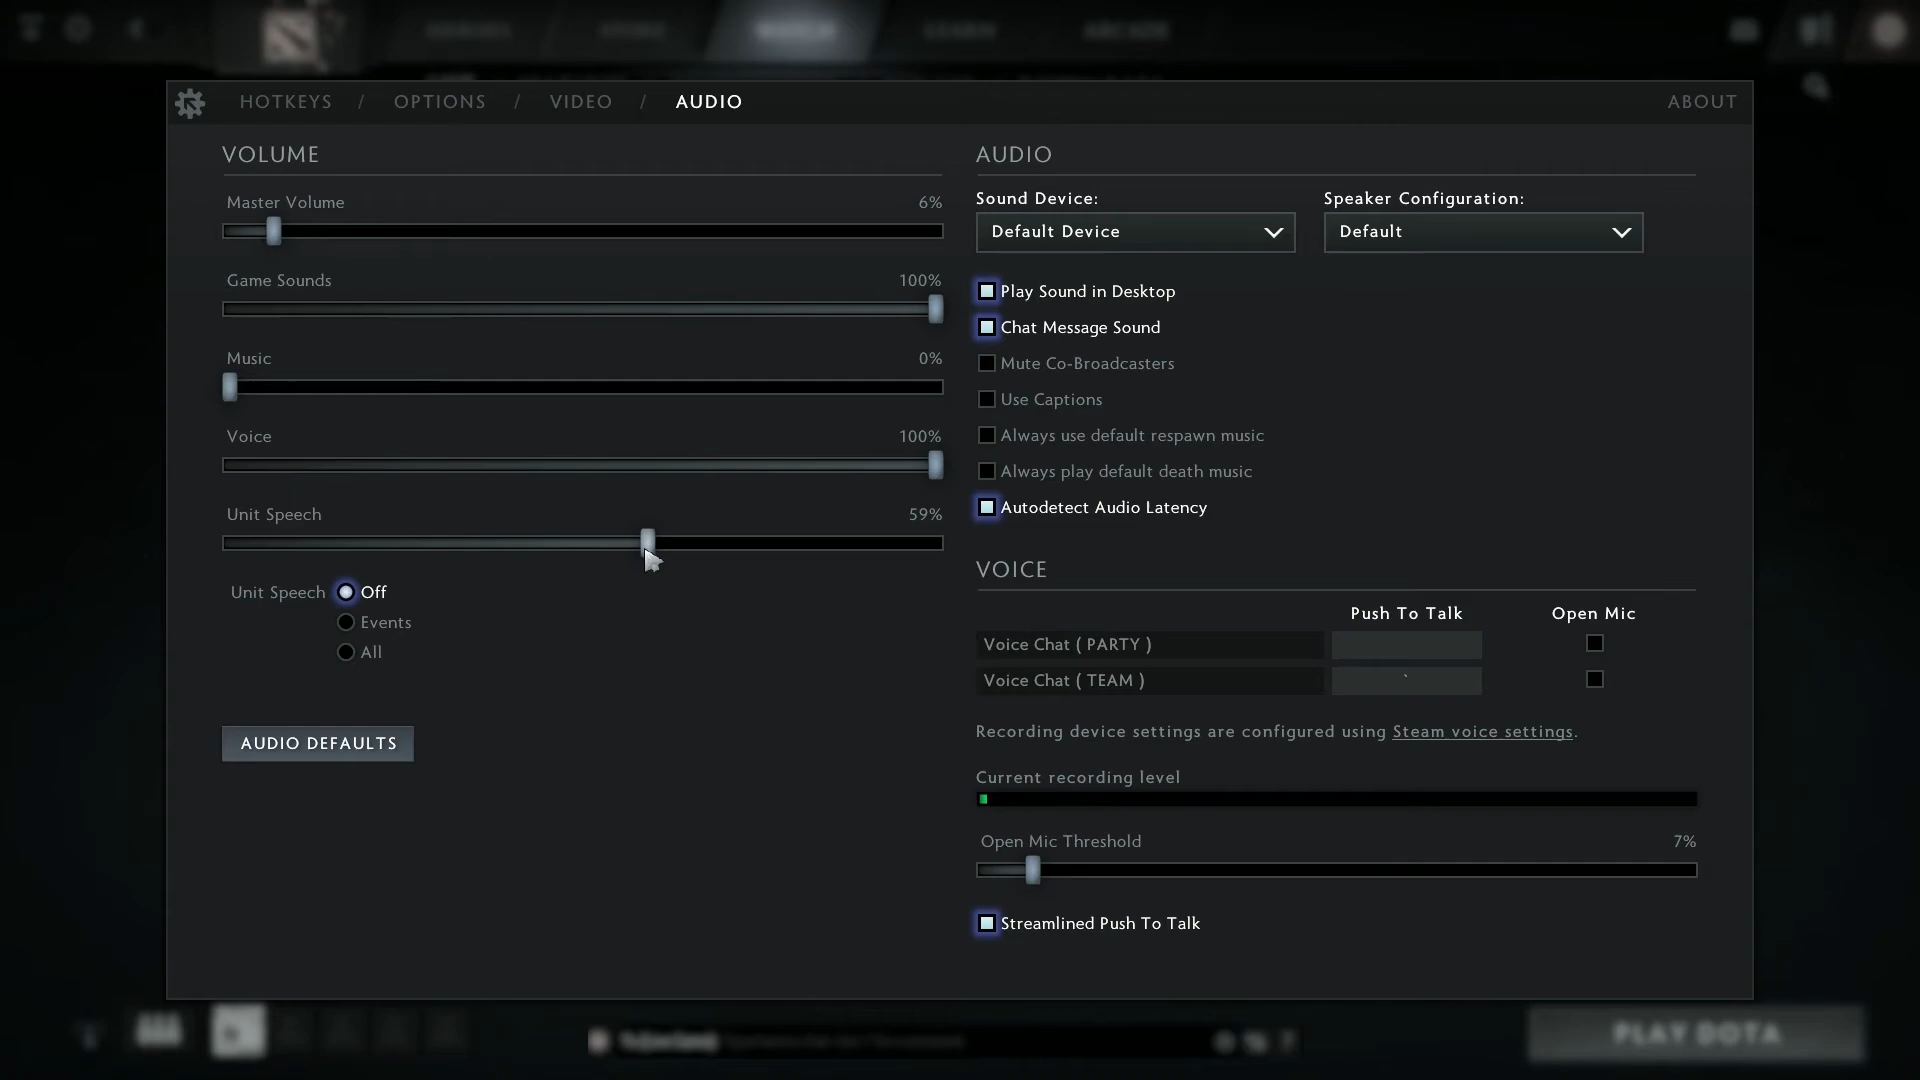 HOTKEYS / OPTIONS / VIDEO / AUDIO ABOUT
VOLUME
Master Volume 6%
Game Sounds 100%
Music 0%
Voice 100%
Unit Speech 59%
Unit Speech Off
Events
All
AUDIO DEFAULTS
AUDIO
Sound Device: Speaker Configuration:
Default Device Default
Play Sound in Desktop
Chat Message Sound
Mute Co-Broadcasters
Use Captions
Always use default respawn music
Always play default death music
Autodetect Audio Latency
VOICE
Push To Talk Open Mic
Voice Chat ( PARTY )
Voice Chat ( TEAM ) `
Recording device settings are configured using Steam voice settings.
Current recording level
Open Mic Threshold 7%
Streamlined Push To Talk
PLAY DOTA